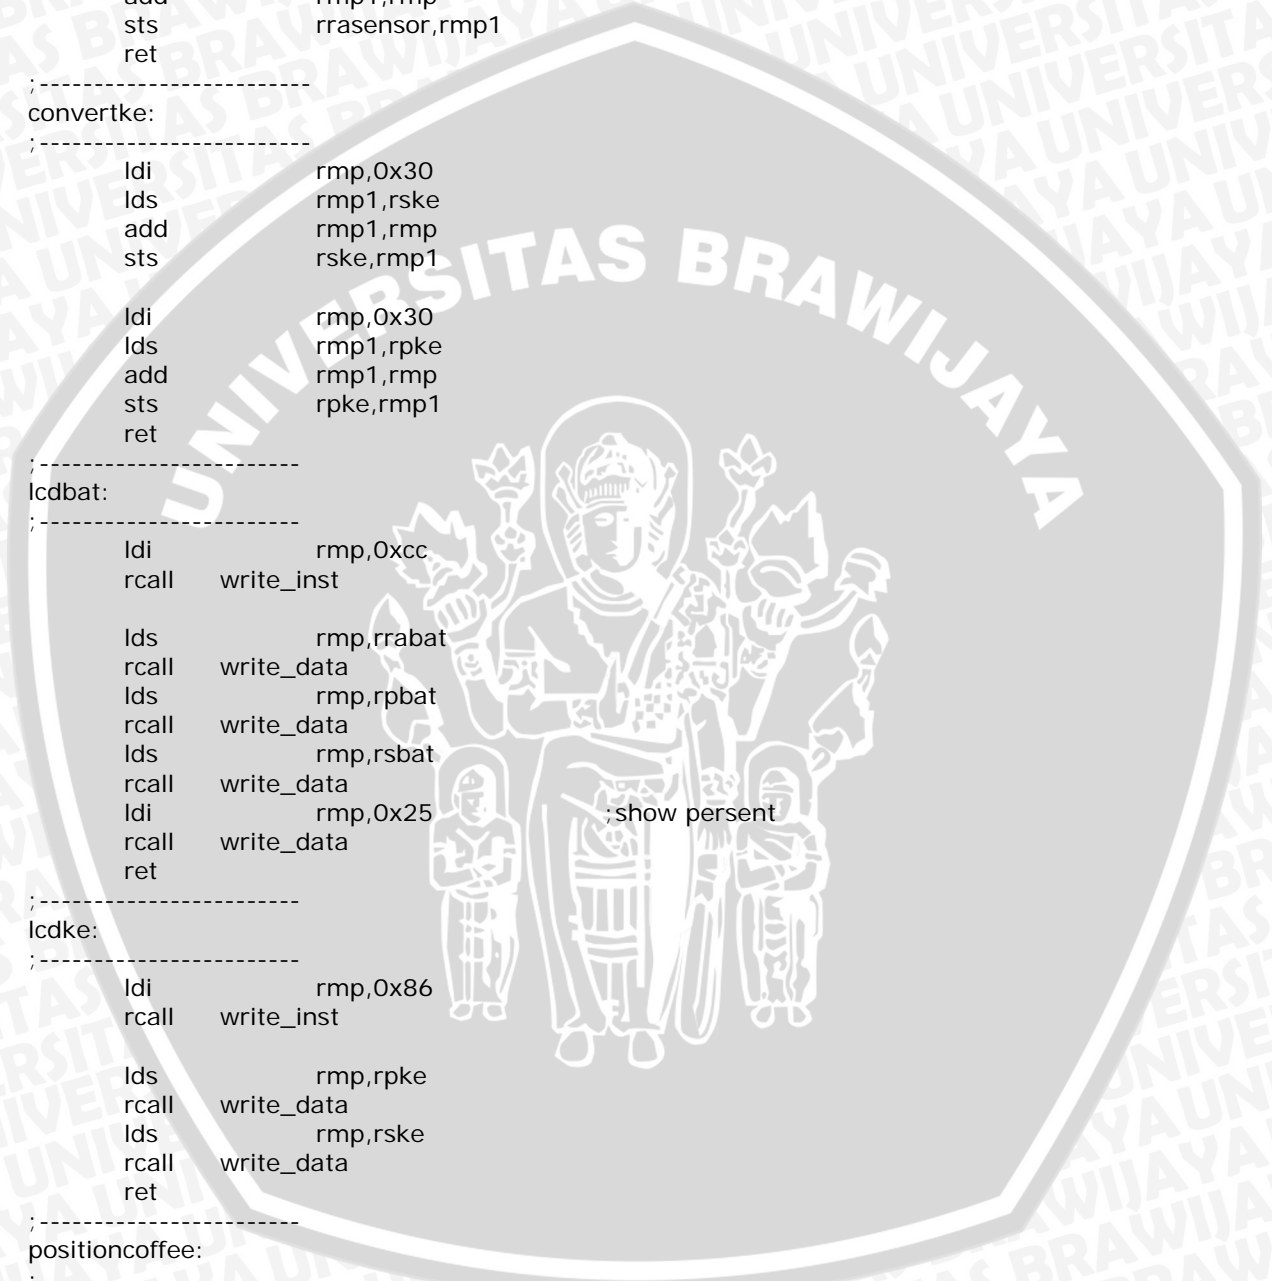 add rmp1,rmp
sts rrasensor,rmp1
ret
;-------------------------
convertke:
;-------------------------
ldi rmp,0x30
lds rmp1,rske
add rmp1,rmp
sts rske,rmp1
ldi rmp,0x30
lds rmp1,rpke
add rmp1,rmp
sts rpke,rmp1
ret
;------------------------
lcdbat:
;------------------------
ldi rmp,0xcc
rcall write_inst
lds rmp,rrabat
rcall write_data
lds rmp,rpbat
rcall write_data
lds rmp,rsbat
rcall write_data
ldi rmp,0x25 ;show persent
rcall write_data
ret
;------------------------
lcdke:
;------------------------
ldi rmp,0x86
rcall write_inst
lds rmp,rpke
rcall write_data
lds rmp,rske
rcall write_data
ret
;------------------------
positioncoffee:
UNIVERSITAS BRAWIJAYA